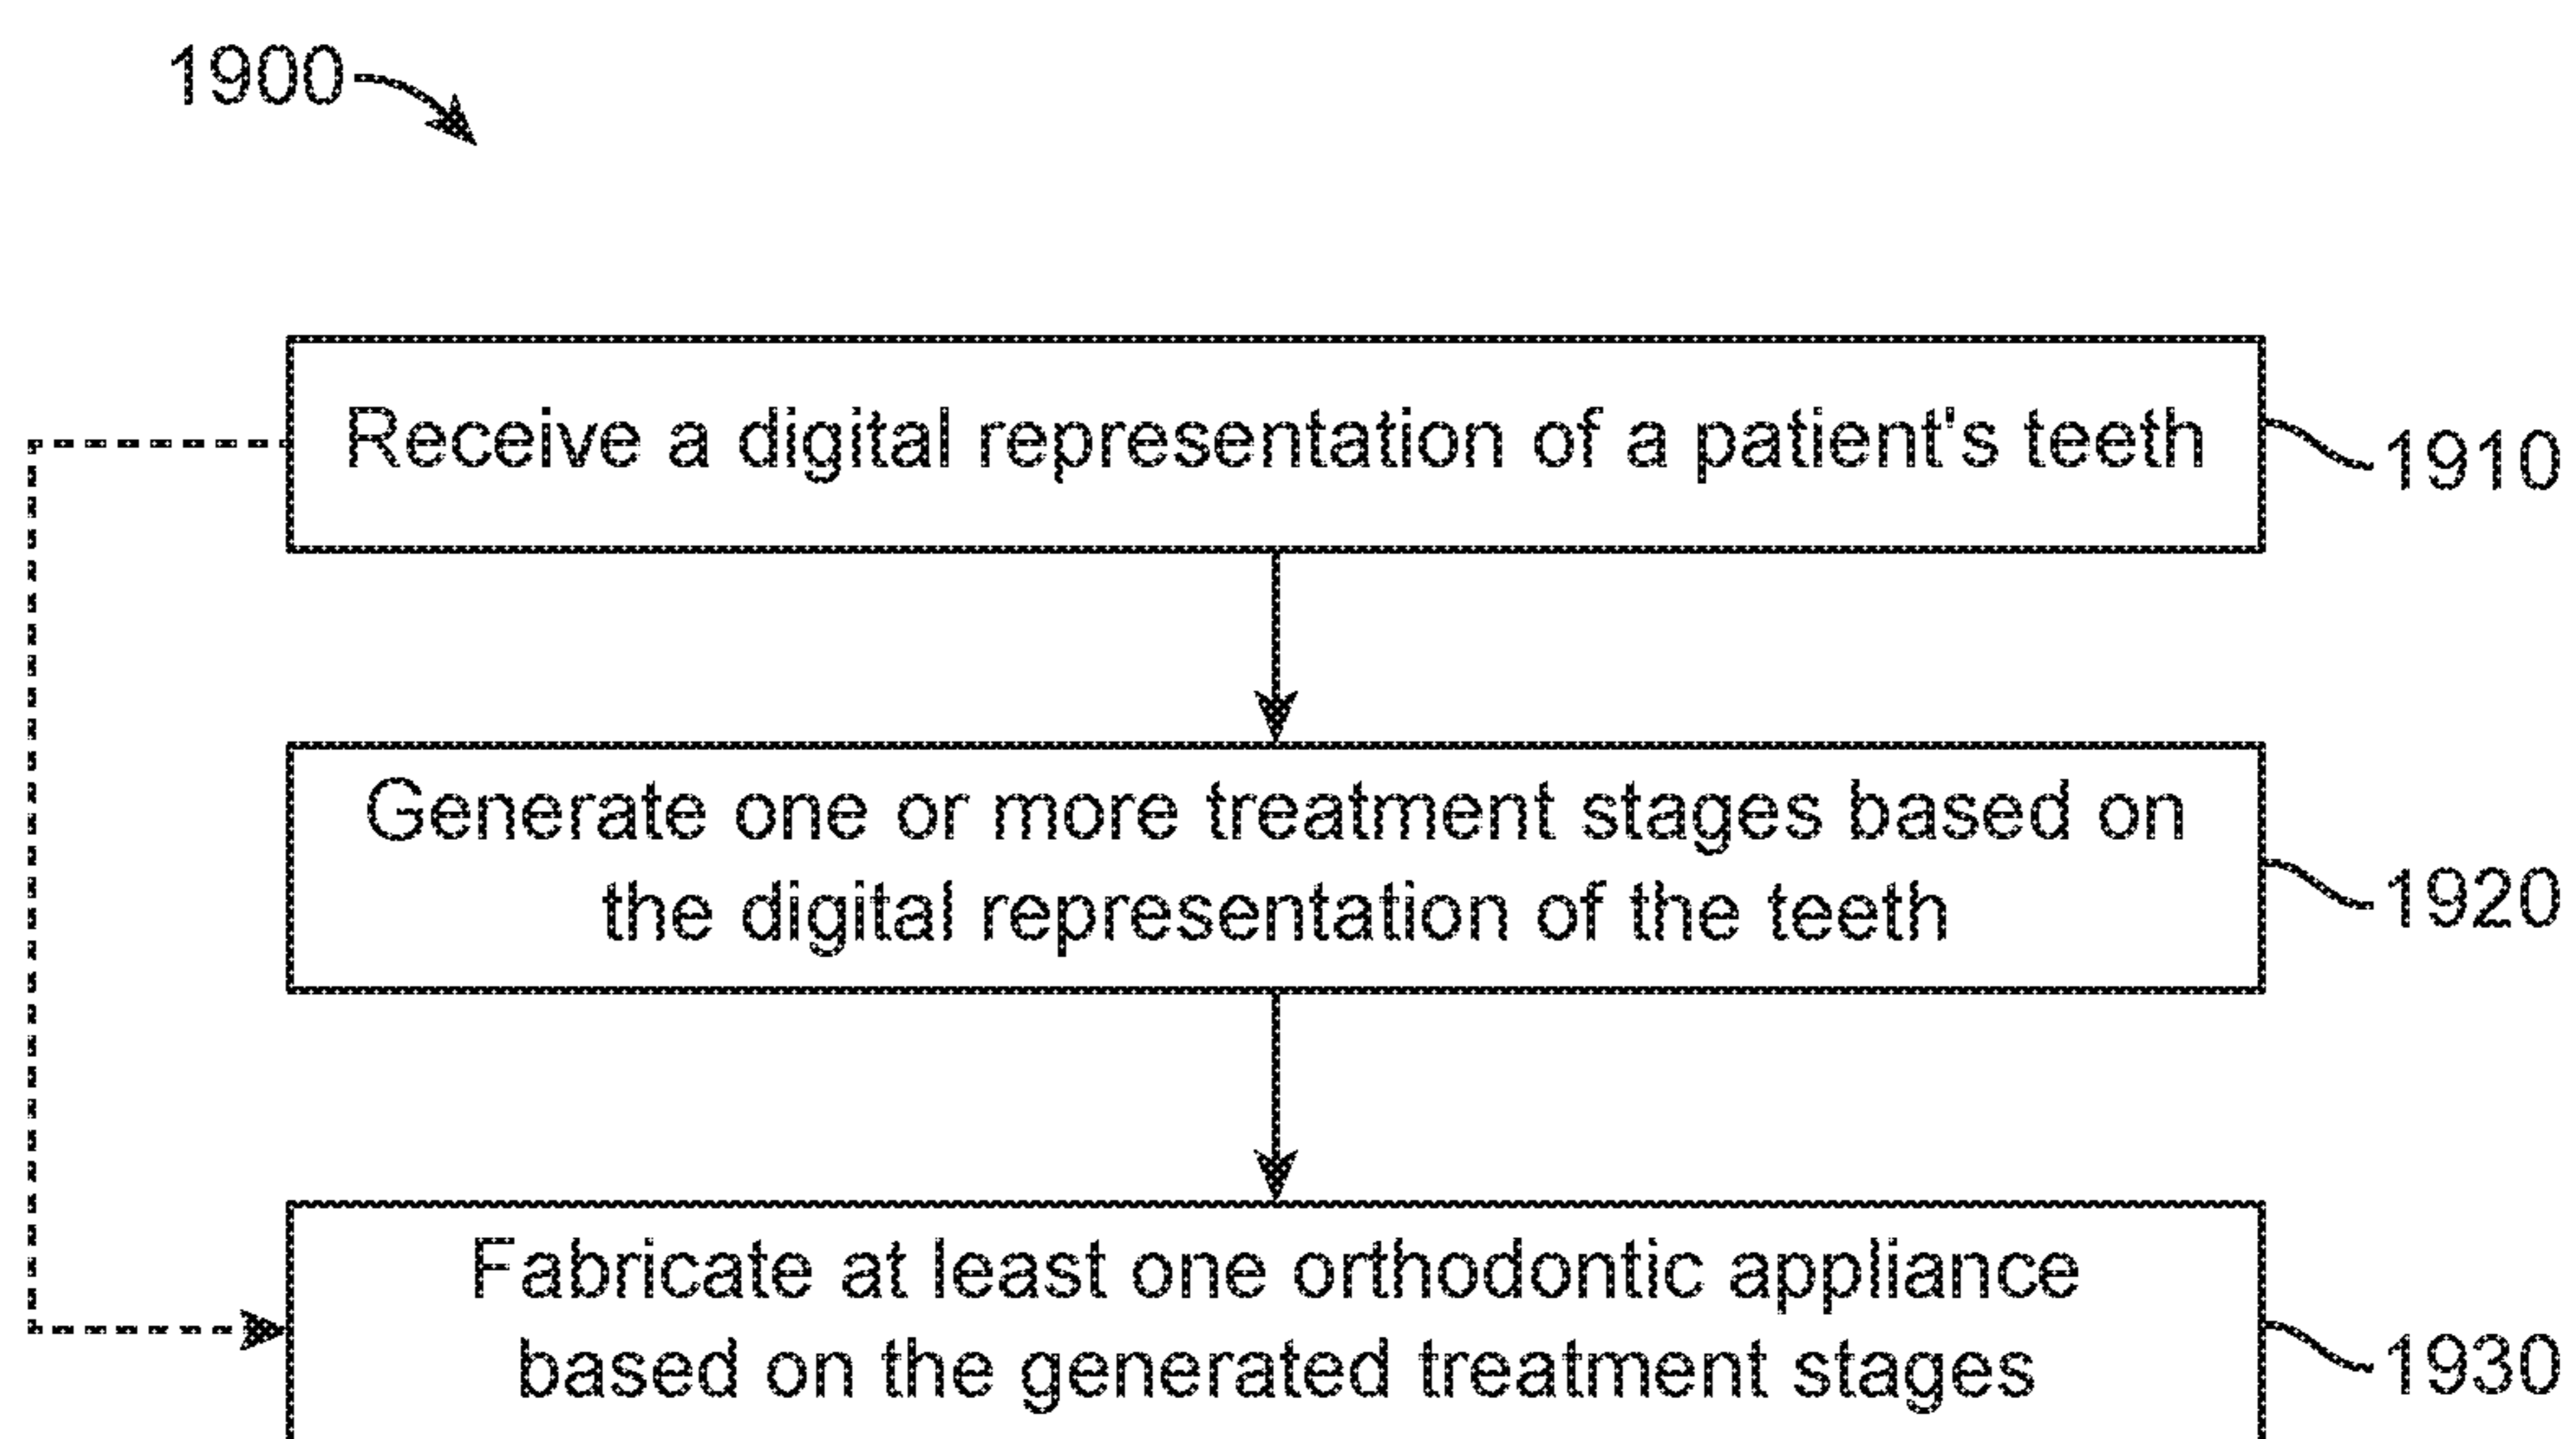 1900
Receive a digital representation of a patient's teeth
1910
Generate one or more treatment stages based on
the digital representation of the teeth
1920
Fabricate at least one orthodontic appliance
based on the generated treatment stages
1930